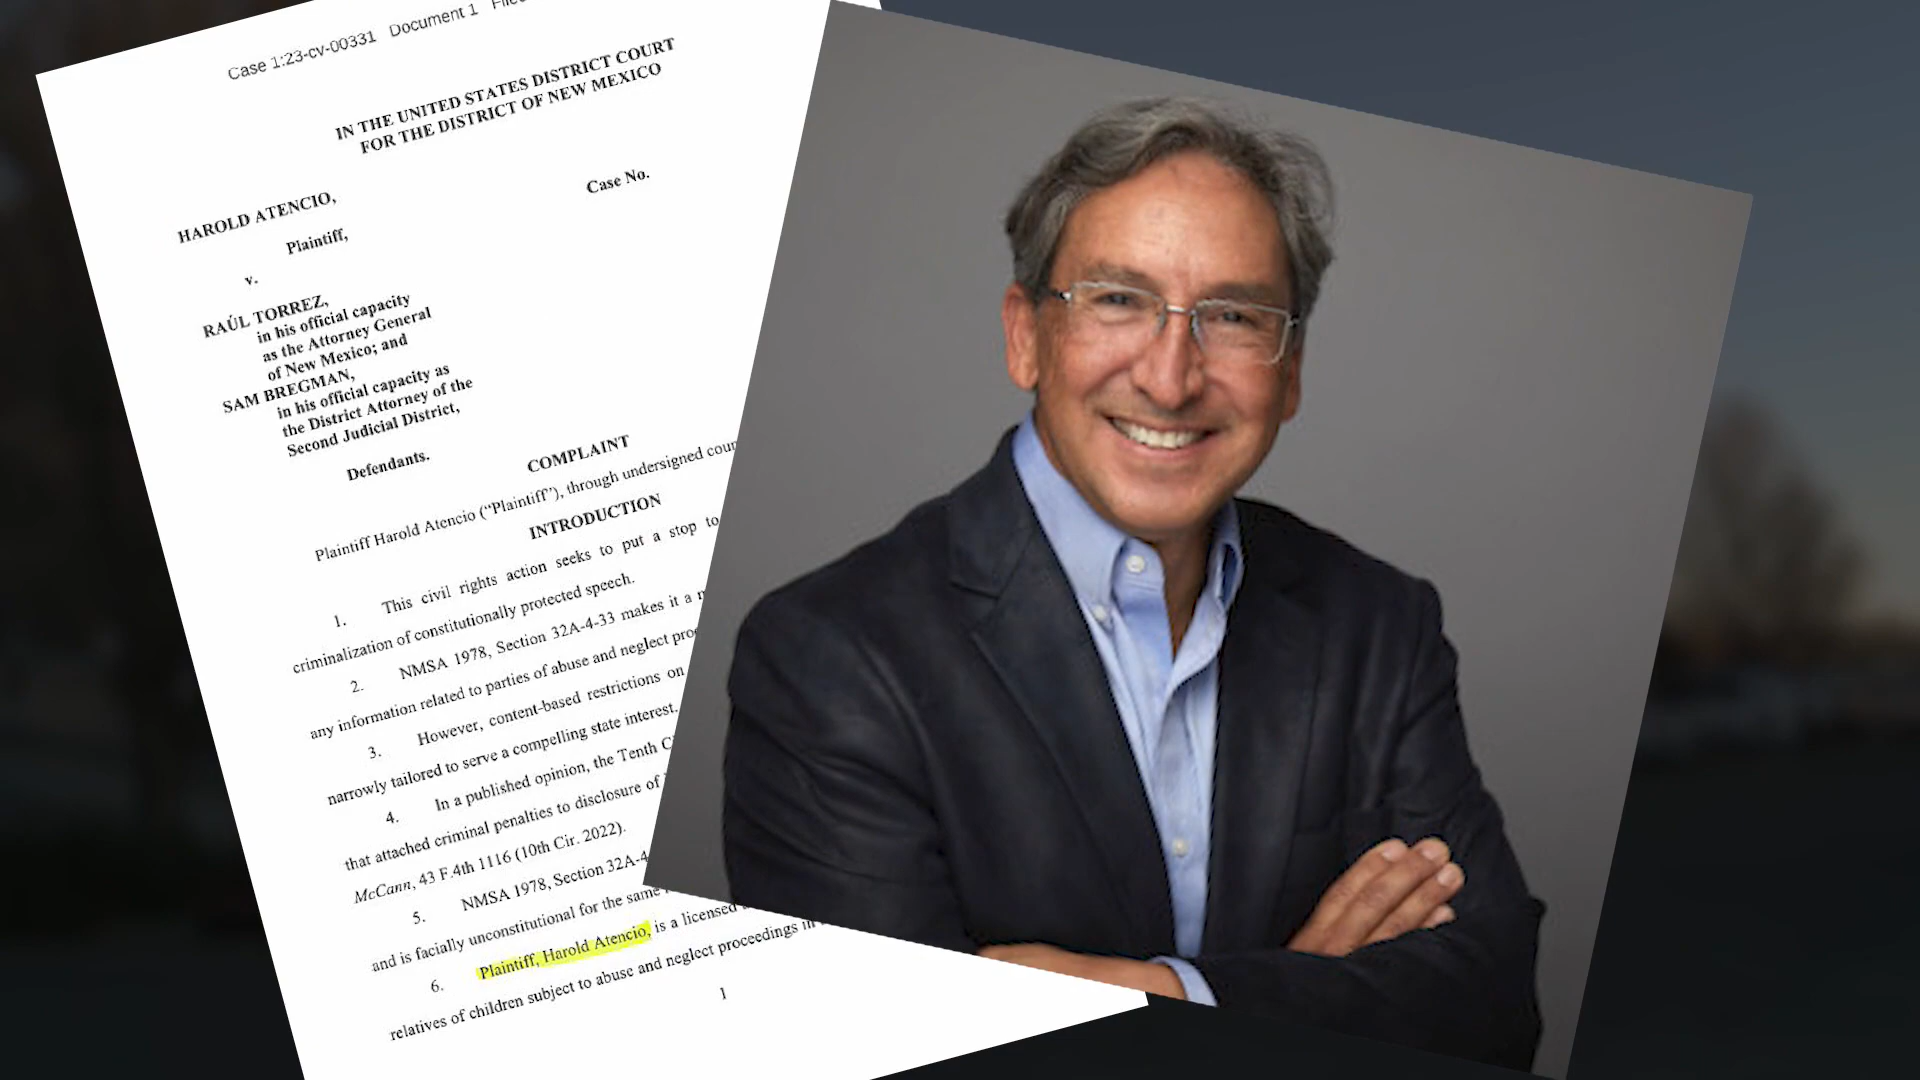 Case 1:23-cv-00331 Document 1
IN THE UNITED STATES DISTRICT COURT
FOR THE DISTRICT OF NEW MEXICO
HAROLD ATENCIO,
Case No.
Plaintiff,
v.
RAÚL TORREZ,
in his official capacity
as the Attorney General
of New Mexico; and
SAM BREGMAN,
in his official capacity as
the District Attorney of the
Second Judicial District,
Defendants.
COMPLAINT
Plaintiff Harold Atencio (“Plaintiff”), through undersigned
INTRODUCTION
1. This civil rights action seeks to put a stop to
criminalization of constitutionally protected speech.
2. NMSA 1978, Section 32A-4-33 makes it a
any information related to parties of abuse and neglect
3. However, content-based restrictions on
narrowly tailored to serve a compelling state interest.
4. In a published opinion, the Tenth
that attached criminal penalties to disclosure of
McCann, 43 F.4th 1116 (10th Cir. 2022).
5. NMSA 1978, Section 32A-4
and is facially unconstitutional for the same
6. Plaintiff, Harold Atencio, is a licensed
relatives of children subject to abuse and neglect proceedings in
1